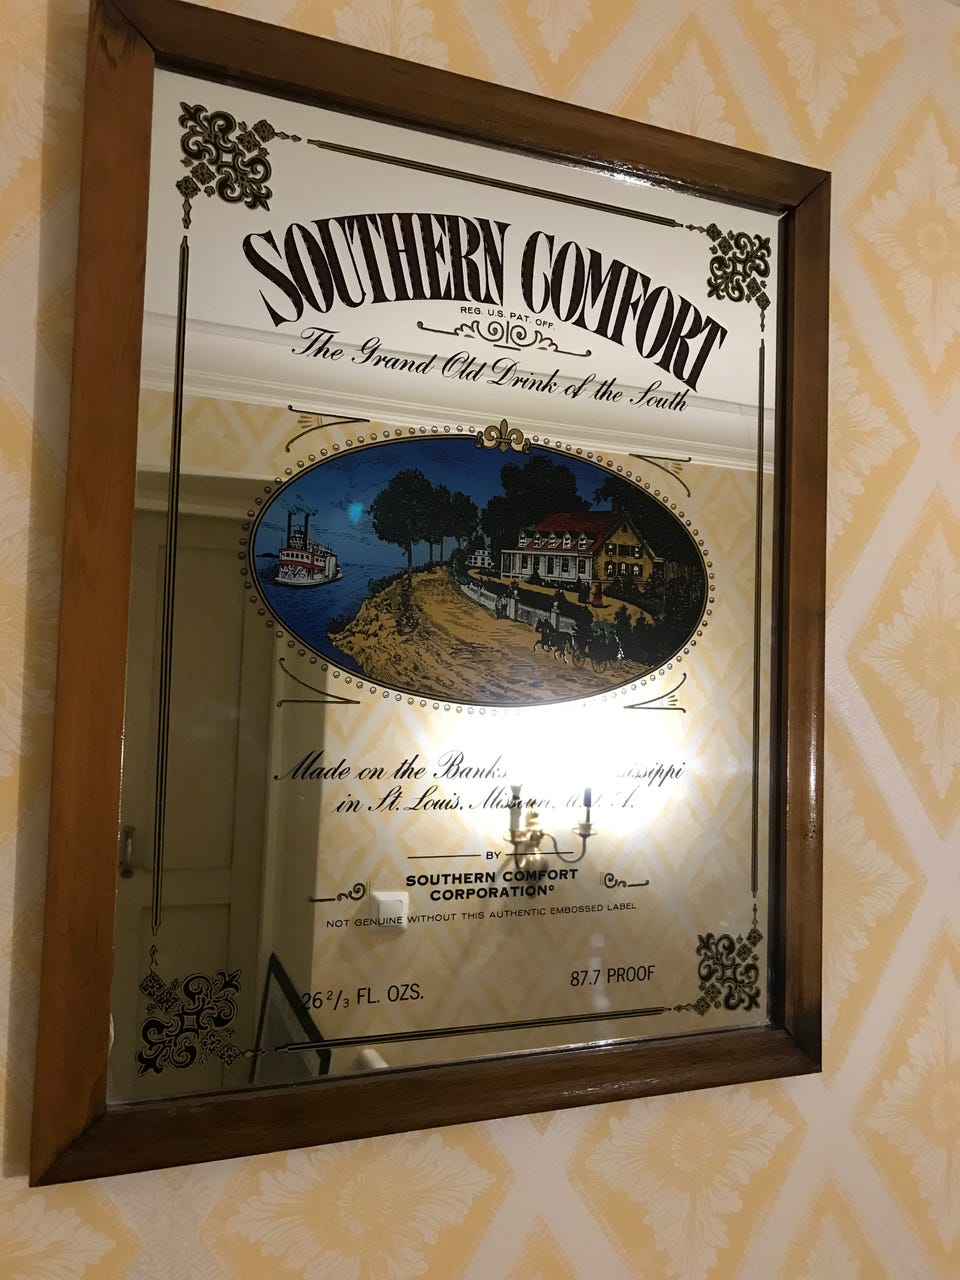 SOUTHERN COMFORT
REG. U.S. PAT. OFF.
The Grand Old Drink of the South
Made on the Banks ississippi
in St. Louis, Missouri, U.S.A.
BY
SOUTHERN COMFORT
CORPORATION®
NOT GENUINE WITHOUT THIS AUTHENTIC EMBOSSED LABEL
26 2/3 FL. OZS.
87.7 PROOF